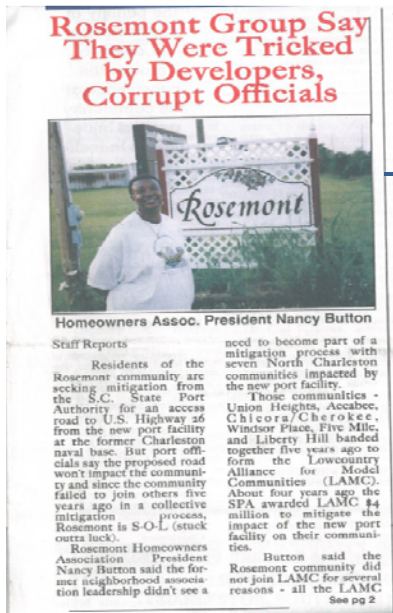 Rosemont Group Say
They Were Tricked
by Developers,
Corrupt Officials
Rosemont
Homeowners Assoc. President Nancy Button
Staff Reports
Residents of the
Rosemont community are
seeking mitigation from
the S.C. State Port
Authority for an access
road to U.S. Highway 26
from the new port facility
at the former Charleston
naval base. But port offi-
cials say the proposed road
won't impact the communi-
ty and since the community
failed to join others five
years ago in a collective
mitigation process,
Rosemont is S-O-L (stuck
outta luck).
Rosemont Homeowners
Association President
Nancy Button said the for-
mer neighborhood associa-
tion leadership didn't see a
need to become part of a
mitigation process with
seven North Charleston
communities impacted by
the new port facility.
Those communities -
Union Heights, Accabee,
Chicora/Cherokee,
Windsor Place, Five Mile,
and Liberty Hill banded
together five years ago to
form the Lowcountry
Alliance for Model
Communities (LAMC).
About four years ago the
SPA awarded LAMC $4
million to mitigate the
impact of the new port
facility on their communi-
ties.
Button said the
Rosemont community did
not join LAMC for several
reasons - all the LAMC
See pg 2